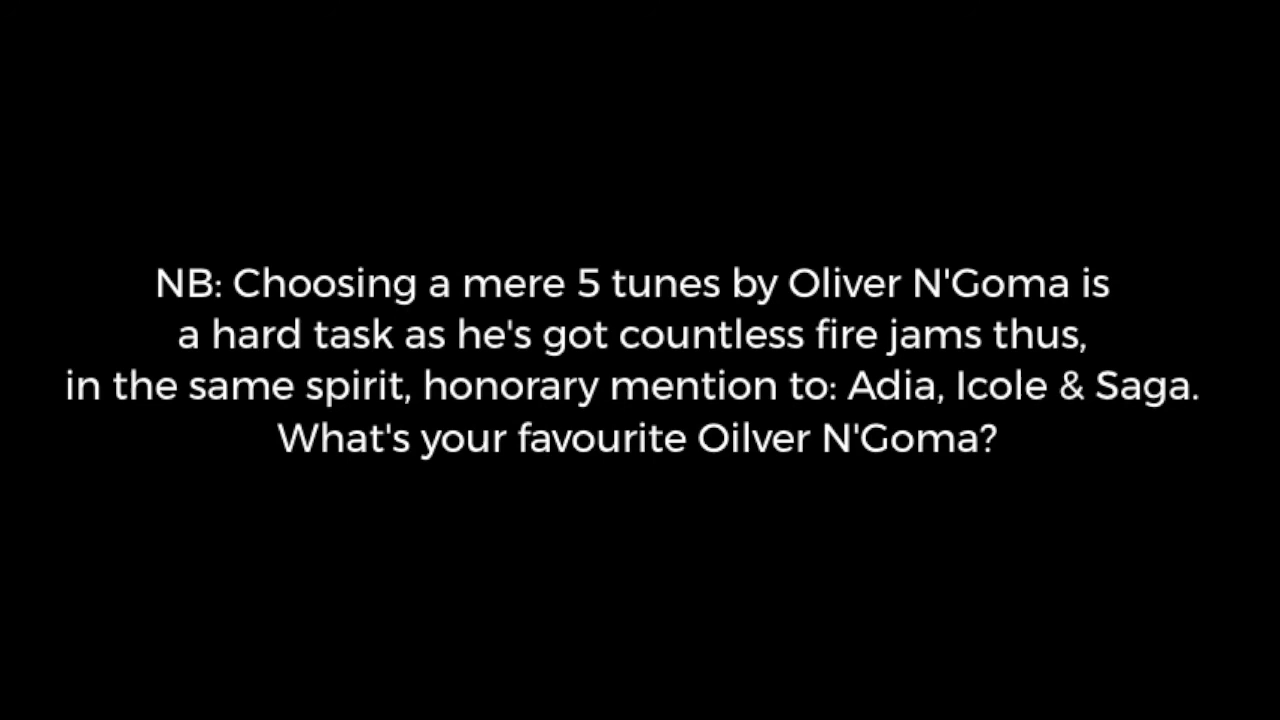 NB: Choosing a mere 5 tunes by Oliver N'Goma is
a hard task as he's got countless fire jams thus,
in the same spirit, honorary mention to: Adia, Icole & Saga.
What's your favourite Oilver N'Goma?